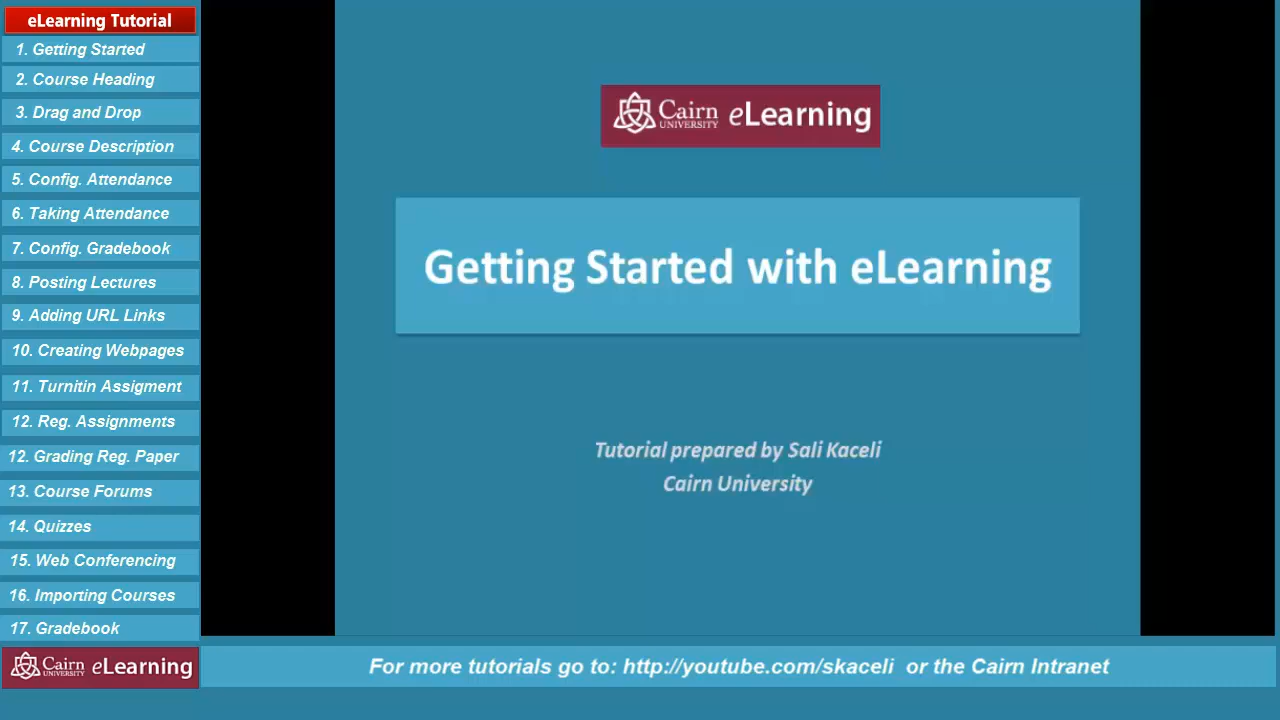 eLearning Tutorial
1. Getting Started
2. Course Heading
3. Drag and Drop
4. Course Description
5. Config. Attendance
6. Taking Attendance
7. Config. Gradebook
8. Posting Lectures
9. Adding URL Links
10. Creating Webpages
11. Turnitin Assigment
12. Reg. Assignments
12. Grading Reg. Paper
13. Course Forums
14. Quizzes
15. Web Conferencing
16. Importing Courses
17. Gradebook
Cairn UNIVERSITY eLearning
Cairn UNIVERSITY eLearning
Getting Started with eLearning
Tutorial prepared by Sali Kaceli
Cairn University
For more tutorials go to: http://youtube.com/skaceli or the Cairn Intranet